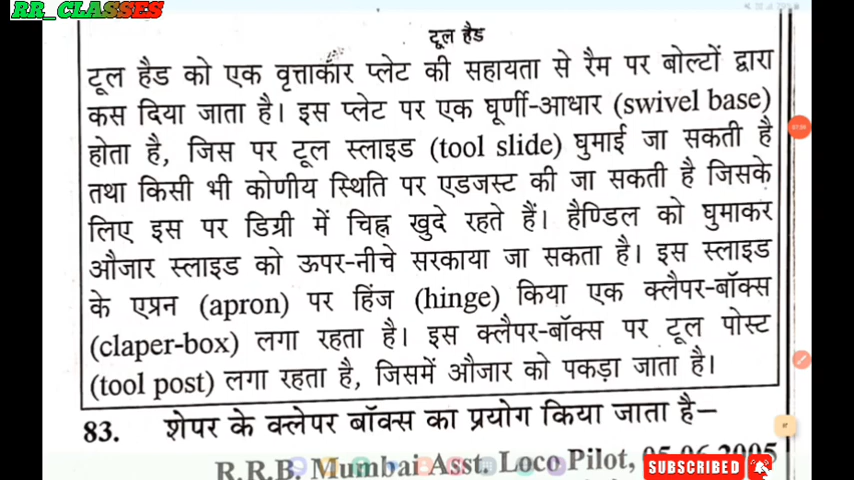 RR_CLASSES
टूल हैड
टूल हैड को एक वृत्ताकार प्लेट की सहायता से रैम पर बोल्टों द्वारा
कस दिया जाता है। इस प्लेट पर एक घूर्णी-आधार (swivel base)
होता है, जिस पर टूल स्लाइड (tool slide) घुमाई जा सकती है
तथा किसी भी कोणीय स्थिति पर एडजस्ट की जा सकती है जिसके
लिए इस पर डिग्री में चिह्न खुदे रहते हैं। हैण्डिल को घुमाकर
औजार स्लाइड को ऊपर-नीचे सरकाया जा सकता है। इस स्लाइड
के एप्रन (apron) पर हिंज (hinge) किया एक क्लैपर-बॉक्स
(claper-box) लगा रहता है। इस क्लैपर-बॉक्स पर टूल पोस्ट
(tool post) लगा रहता है, जिसमें औजार को पकड़ा जाता है।
83. शेपर के क्लेपर बॉक्स का प्रयोग किया जाता है–
R.R.B. Mumbai Asst. Loco Pilot, 05.06.2005
SUBSCRIBED